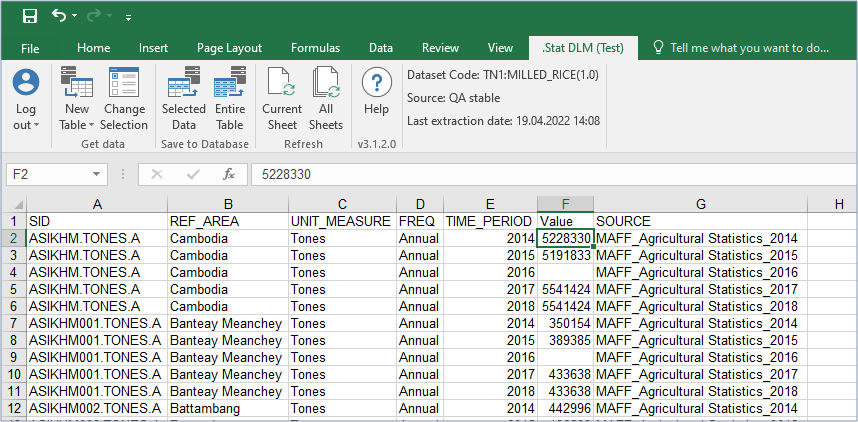 File Home Insert Page Layout Formulas Data Review View .Stat DLM (Test) Tell me what you want to do...
Log out
New Table
Change Selection
Get data
Selected Data
Entire Table
Save to Database
Current Sheet
All Sheets
Refresh
? Help
v3.1.2.0
Dataset Code: TN1:MILLED_RICE(1.0)
Source: QA stable
Last extraction date: 19.04.2022 14:08
F2 fx 5228330
A B C D E F G H
1 SID REF_AREA UNIT_MEASURE FREQ TIME_PERIOD Value SOURCE
2 ASIKHM.TONES.A Cambodia Tones Annual 2014 5228330 MAFF_Agricultural Statistics_2014
3 ASIKHM.TONES.A Cambodia Tones Annual 2015 5191833 MAFF_Agricultural Statistics_2015
4 ASIKHM.TONES.A Cambodia Tones Annual 2016 MAFF_Agricultural Statistics_2016
5 ASIKHM.TONES.A Cambodia Tones Annual 2017 5541424 MAFF_Agricultural Statistics_2017
6 ASIKHM.TONES.A Cambodia Tones Annual 2018 5541424 MAFF_Agricultural Statistics_2018
7 ASIKHM001.TONES.A Banteay Meanchey Tones Annual 2014 350154 MAFF_Agricultural Statistics_2014
8 ASIKHM001.TONES.A Banteay Meanchey Tones Annual 2015 389385 MAFF_Agricultural Statistics_2015
9 ASIKHM001.TONES.A Banteay Meanchey Tones Annual 2016 MAFF_Agricultural Statistics_2016
10 ASIKHM001.TONES.A Banteay Meanchey Tones Annual 2017 433638 MAFF_Agricultural Statistics_2017
11 ASIKHM001.TONES.A Banteay Meanchey Tones Annual 2018 433638 MAFF_Agricultural Statistics_2018
12 ASIKHM002.TONES.A Battambang Tones Annual 2014 442996 MAFF_Agricultural Statistics_2014